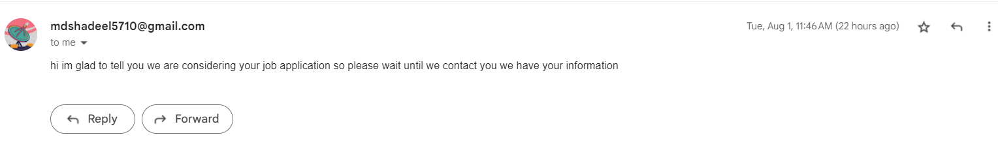 mdshadeel5710@gmail.com
Tue, Aug 1, 11:46 AM (22 hours ago)
to me
hi im glad to tell you we are considering your job application so please wait until we contact you we have your information
Reply
Forward